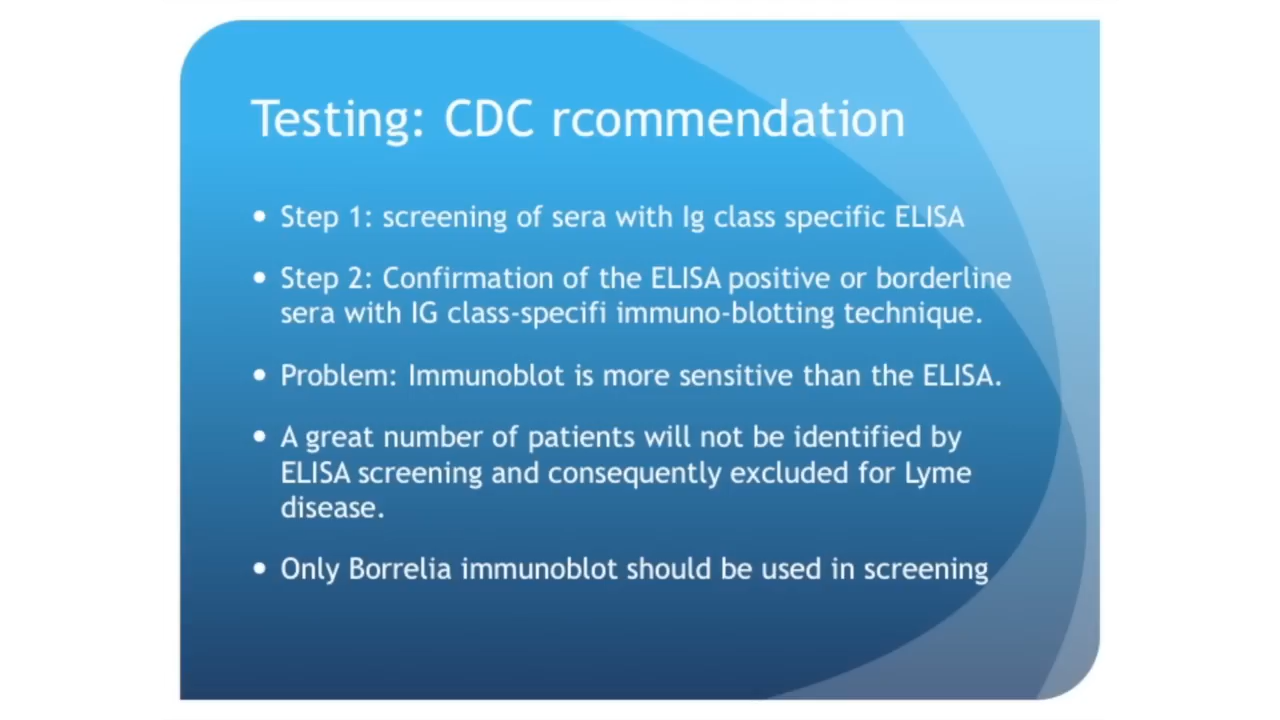 Testing: CDC rcommendation
• Step 1: screening of sera with Ig class specific ELISA
• Step 2: Confirmation of the ELISA positive or borderline
sera with IG class-specifi immuno-blotting technique.
• Problem: Immunoblot is more sensitive than the ELISA.
• A great number of patients will not be identified by
ELISA screening and consequently excluded for Lyme
disease.
• Only Borrelia immunoblot should be used in screening